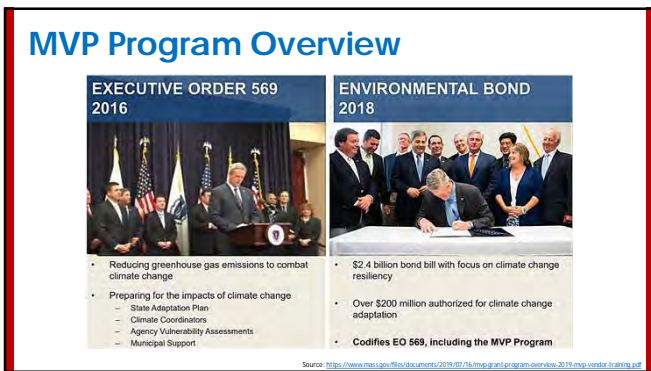 MVP Program Overview
EXECUTIVE ORDER 569
2016
• Reducing greenhouse gas emissions to combat
climate change
• Preparing for the impacts of climate change
– State Adaptation Plan
– Climate Coordinators
– Agency Vulnerability Assessments
– Municipal Support
ENVIRONMENTAL BOND
2018
• $2.4 billion bond bill with focus on climate change
resiliency
• Over $200 million authorized for climate change
adaptation
• Codifies EO 569, including the MVP Program
Source: https://www.mass.gov/files/documents/2019/07/16/mvp-grant-program-overview-2019-mvp-vendor-training.pdf